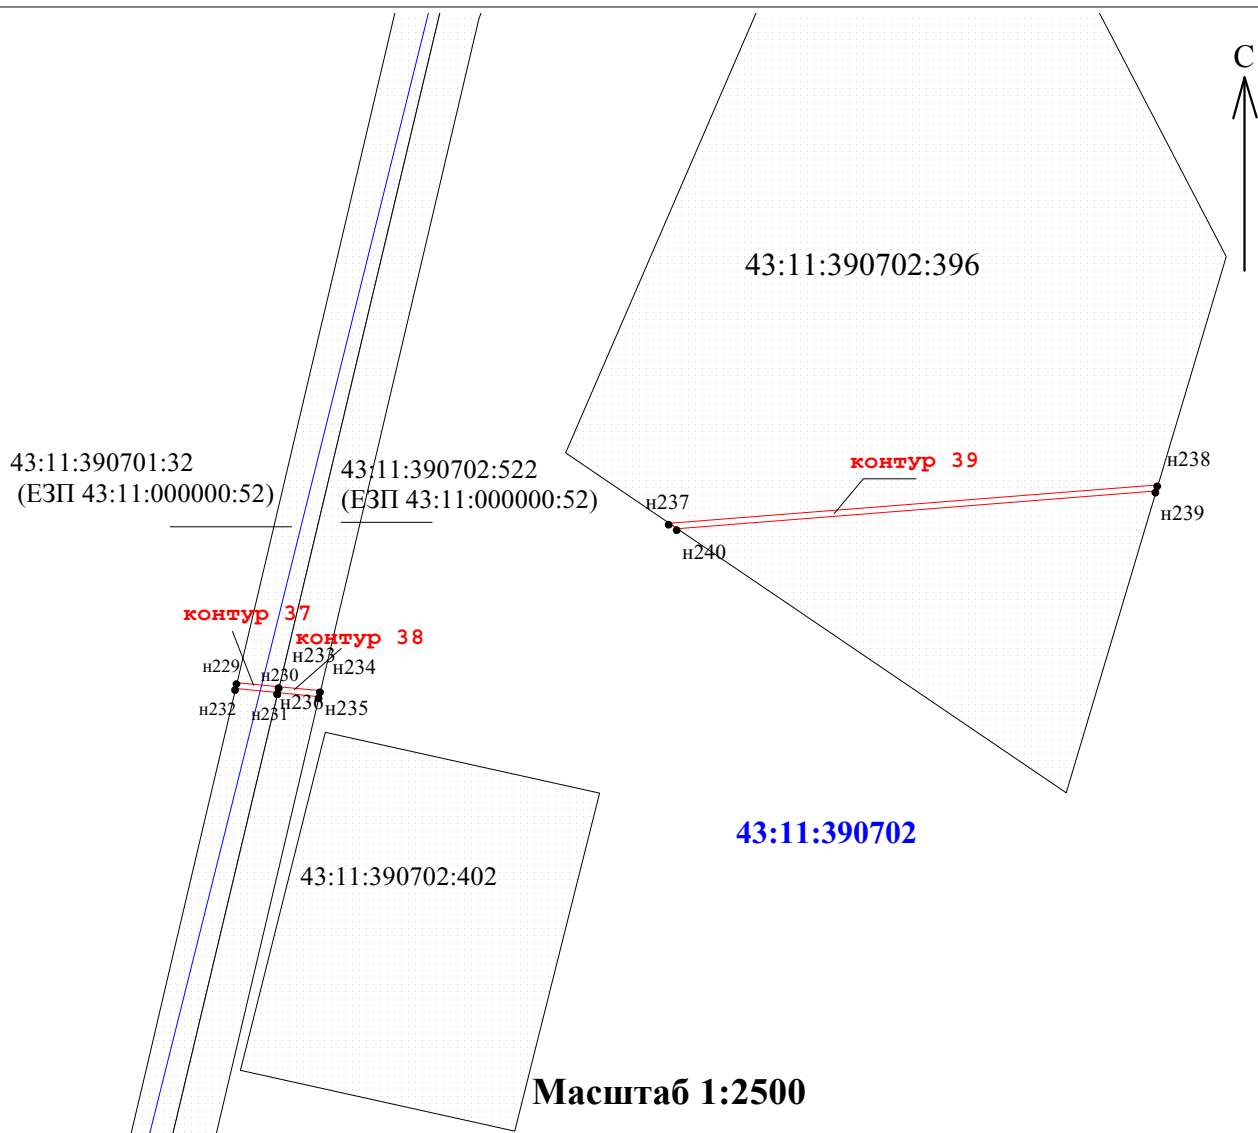 С
43:11:390702:396
43:11:390701:32
(ЕЗП 43:11:000000:52)
43:11:390702:522
(ЕЗП 43:11:000000:52)
контур 39
н238
н237
н239
н240
контур 37
контур 38
н233
н229
н230
н234
н232
н231
н236
н235
43:11:390702
43:11:390702:402
Масштаб 1:2500